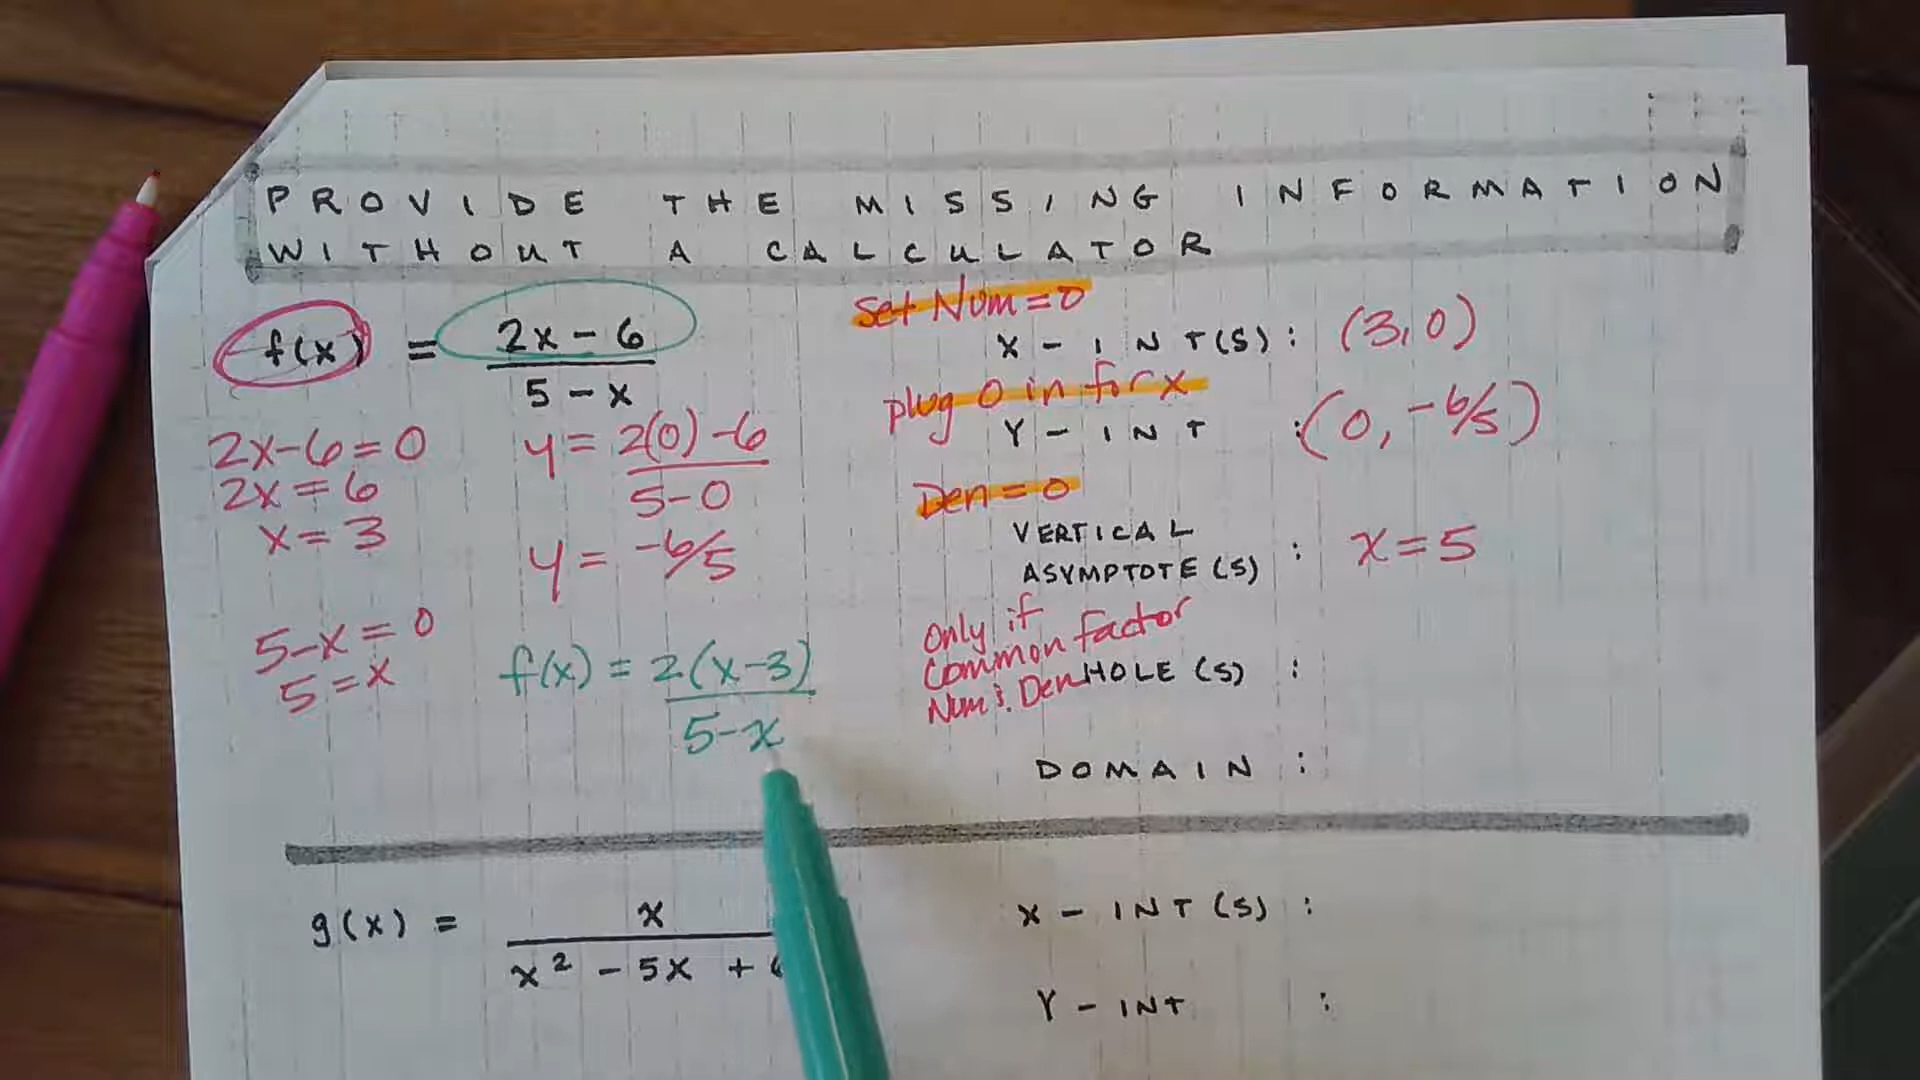 PROVIDE THE MISSING INFORMATION
WITHOUT A CALCULATOR
f(x) = 2x - 6
5 - x
2x-6=0
2x=6
x=3
y = 2(0)-6
5-0
y = -6/5
5-x=0
5=x
f(x) = 2(x-3)
5-x
Set Num=0
X-INT(S): (3,0)
plug 0 in for x
Y-INT : (0, -6/5)
Den=0
VERTICAL
ASYMPTOTE(S) : x=5
Only if
Common factor
Num &. Den HOLE(S) :
DOMAIN :
g(x) = x
x² - 5x +
X-INT(S) :
Y-INT :